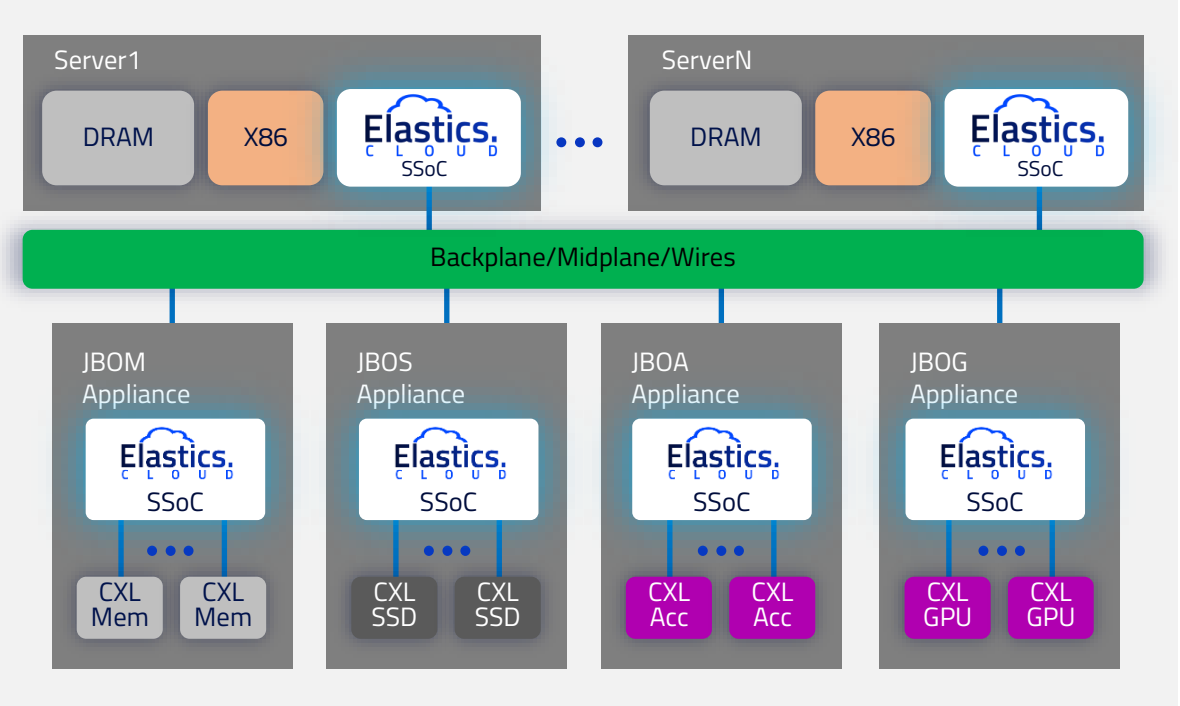 Server1
DRAM
X86
Elastics.
CLOUD
SSoC
ServerN
DRAM
X86
Elastics.
CLOUD
SSoC
Backplane/Midplane/Wires
JBOM
Appliance
Elastics.
CLOUD
SSoC
CXL
Mem
CXL
Mem
JBOS
Appliance
Elastics.
CLOUD
SSoC
CXL
SSD
CXL
SSD
JBOA
Appliance
Elastics.
CLOUD
SSoC
CXL
Acc
CXL
Acc
JBOG
Appliance
Elastics.
CLOUD
SSoC
CXL
GPU
CXL
GPU